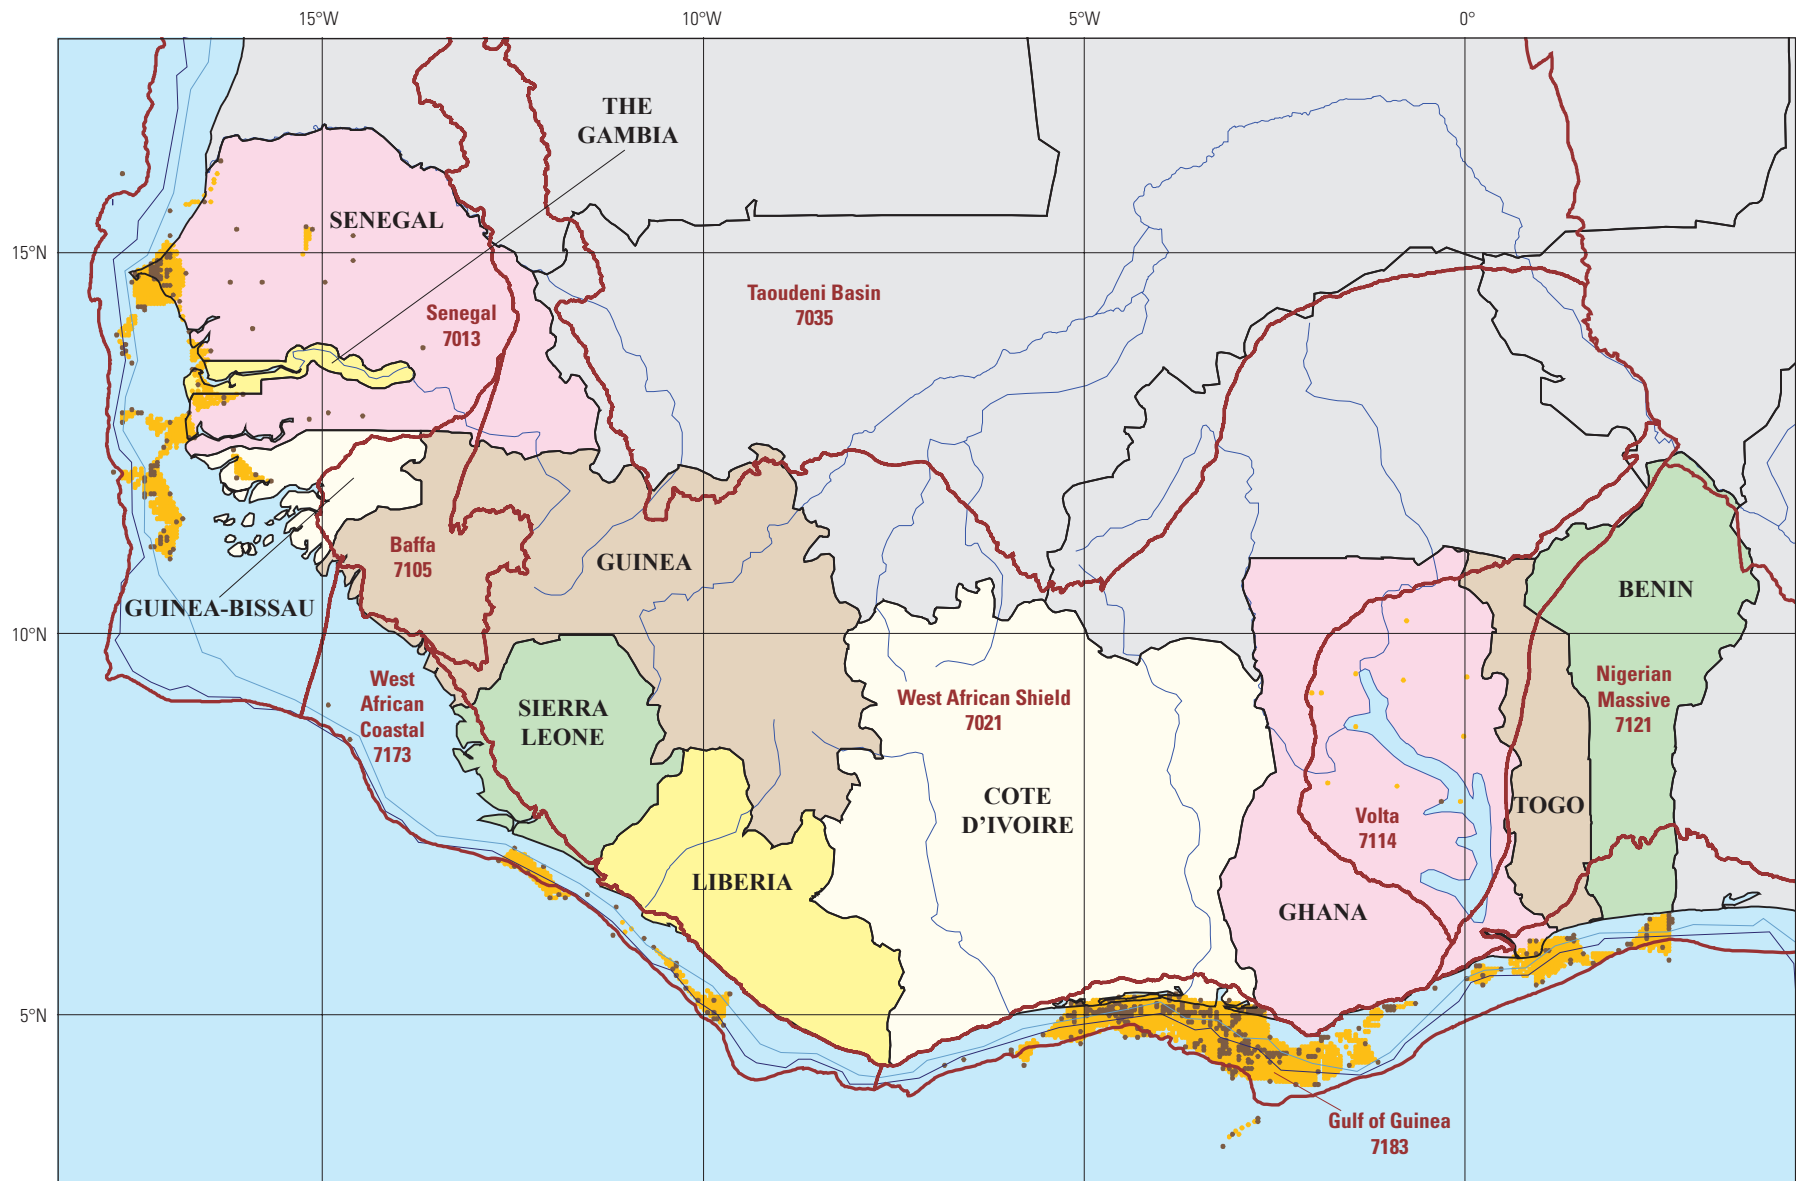 15°W
10°W
5°W
0°
THE
GAMBIA
SENEGAL
15°N
Taoudeni Basin
7035
Senegal
7013
Baffa
7105
GUINEA
GUINEA-BISSAU
BENIN
10°N
West
African
Coastal
7173
SIERRA
LEONE
West African Shield
7021
Nigerian
Massive
7121
COTE
D’IVOIRE
Volta
7114
TOGO
LIBERIA
GHANA
5°N
Gulf of Guinea
7183